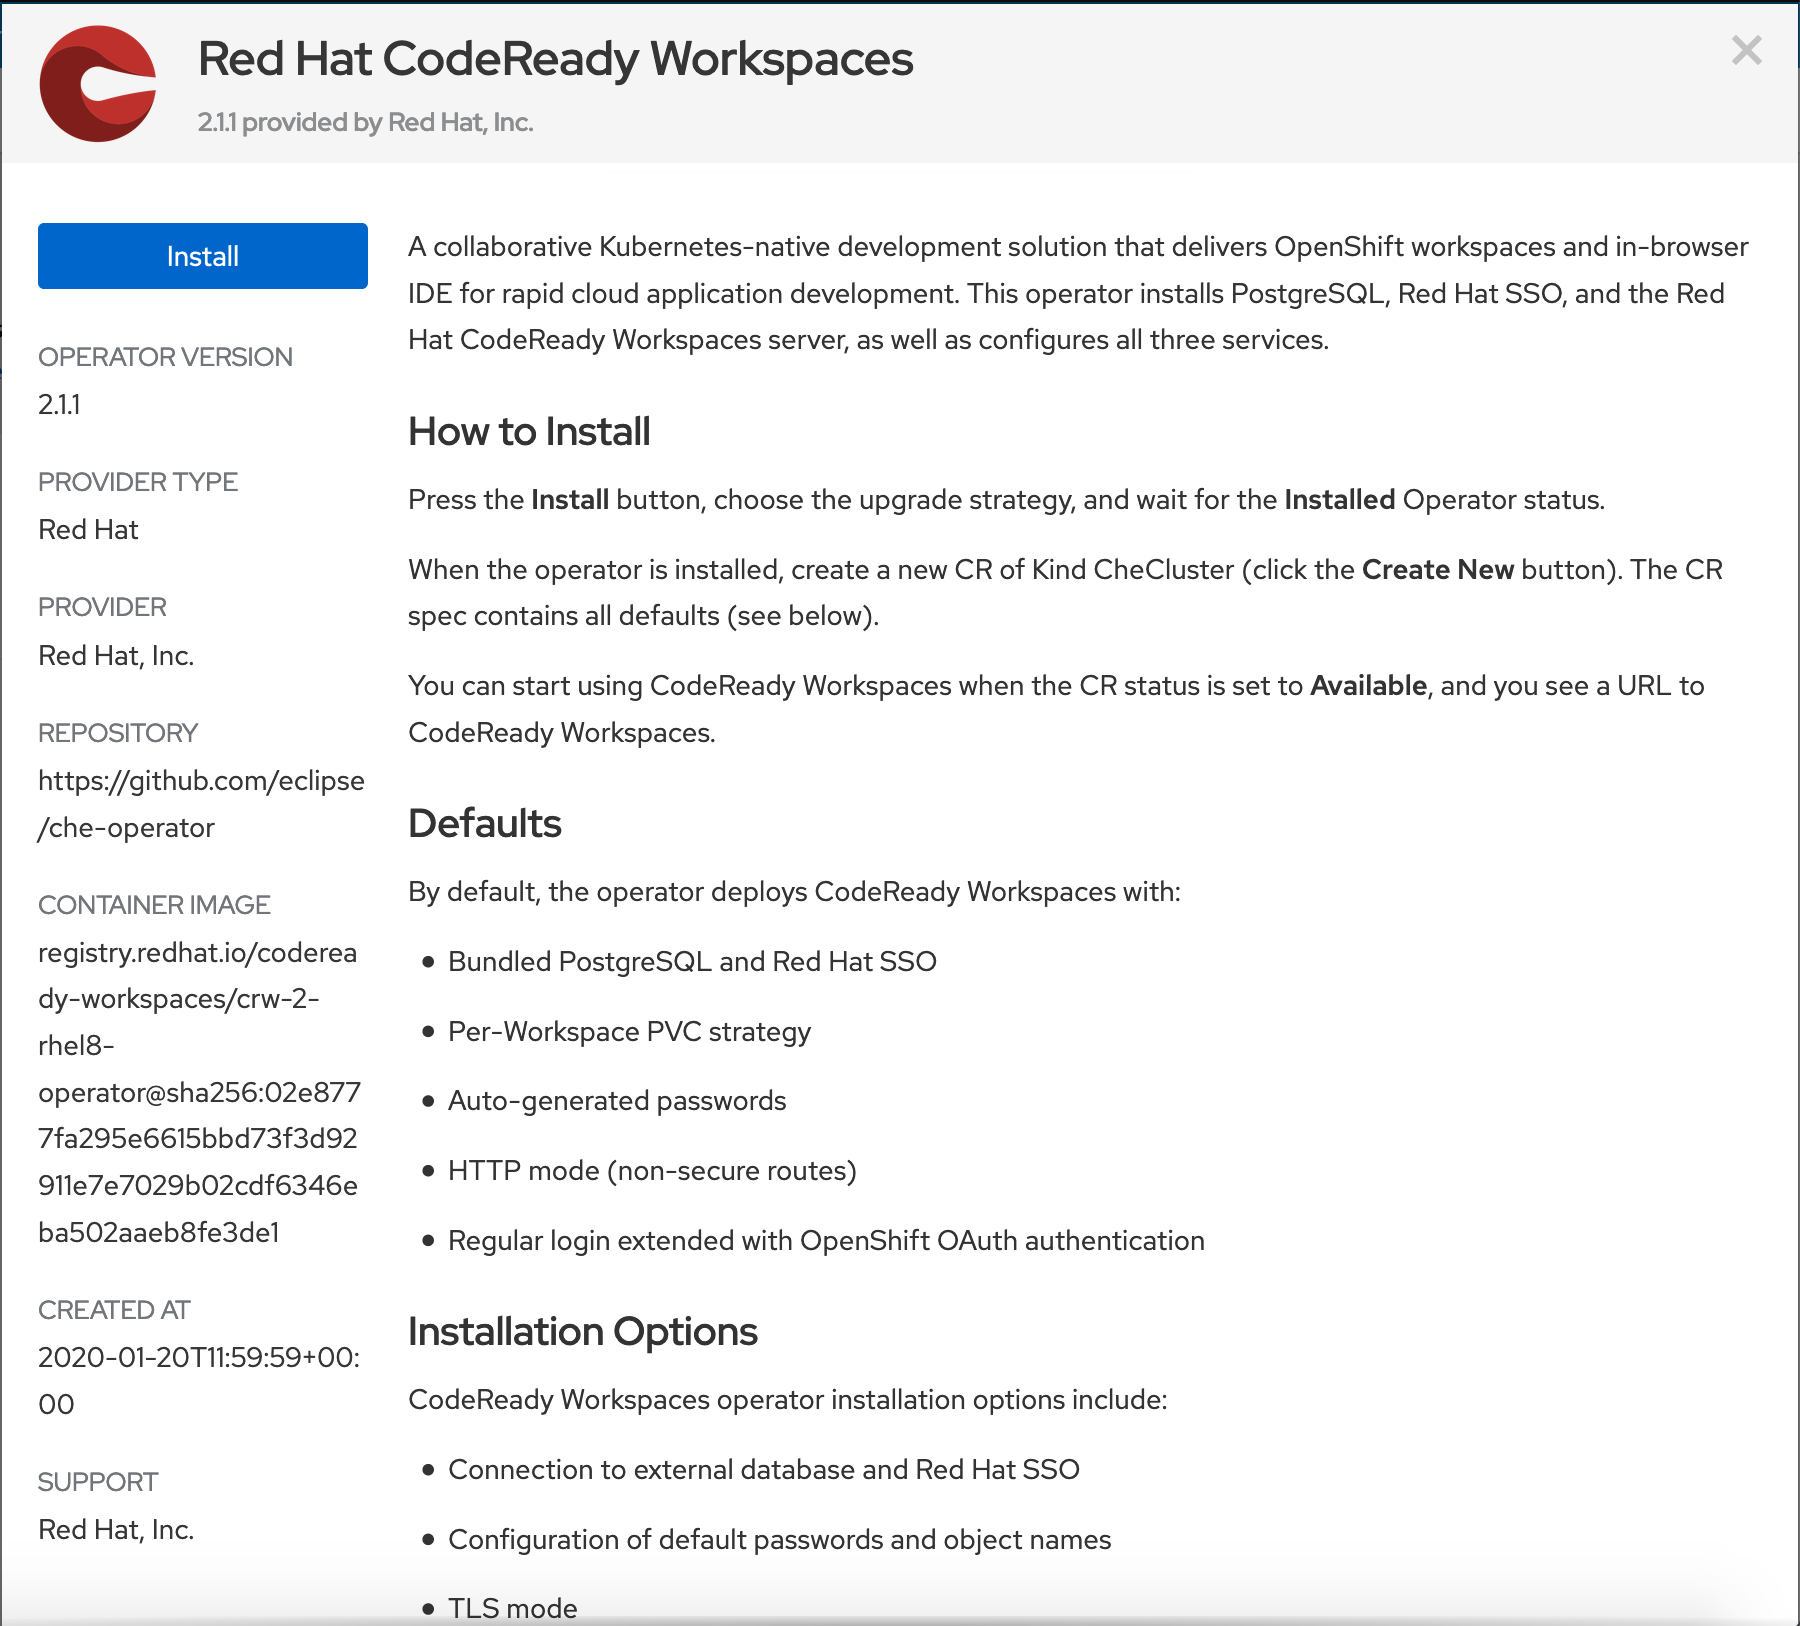 Red Hat CodeReady Workspaces
2.1.1 provided by Red Hat, Inc.
Install
OPERATOR VERSION
2.1.1
PROVIDER TYPE
Red Hat
PROVIDER
Red Hat, Inc.
REPOSITORY
https://github.com/eclipse
/che-operator
CONTAINER IMAGE
registry.redhat.io/coderea
dy-workspaces/crw-2-
rhel8-
operator@sha256:02e877
7fa295e6615bbd73f3d92
911e7e7029b02cdf6346e
ba502aaeb8fe3de1
CREATED AT
2020-01-20T11:59:59+00:
00
SUPPORT
Red Hat, Inc.
A collaborative Kubernetes-native development solution that delivers OpenShift workspaces and in-browser
IDE for rapid cloud application development. This operator installs PostgreSQL, Red Hat SSO, and the Red
Hat CodeReady Workspaces server, as well as configures all three services.
How to Install
Press the Install button, choose the upgrade strategy, and wait for the Installed Operator status.
When the operator is installed, create a new CR of Kind CheCluster (click the Create New button). The CR
spec contains all defaults (see below).
You can start using CodeReady Workspaces when the CR status is set to Available, and you see a URL to
CodeReady Workspaces.
Defaults
By default, the operator deploys CodeReady Workspaces with:
• Bundled PostgreSQL and Red Hat SSO
• Per-Workspace PVC strategy
• Auto-generated passwords
• HTTP mode (non-secure routes)
• Regular login extended with OpenShift OAuth authentication
Installation Options
CodeReady Workspaces operator installation options include:
• Connection to external database and Red Hat SSO
• Configuration of default passwords and object names
• TLS mode